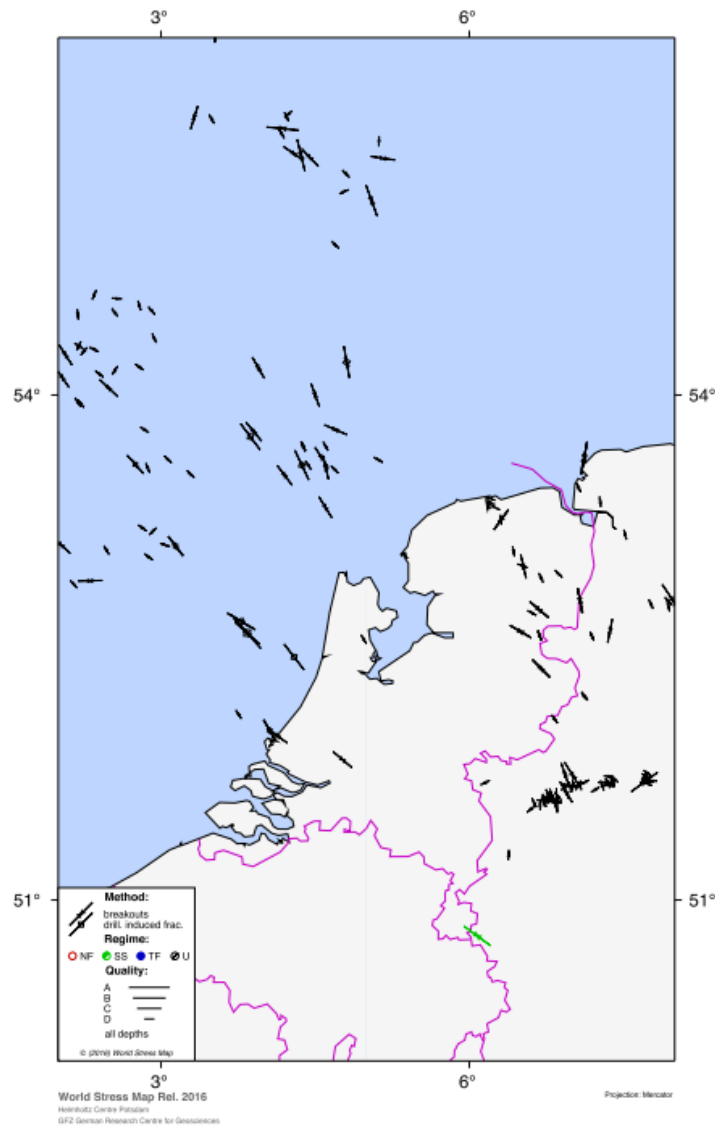 3° 6°
54° 54°
51° 51°
Method:
breakouts
drill. induced frac.
Regime:
NF SS TF U
Quality:
A
B
C
D
all depths
© (2016) World Stress Map
3° 6°
World Stress Map Rel. 2016
Projection: Mercator
Helmholtz Centre Potsdam
GFZ German Research Centre for Geosciences